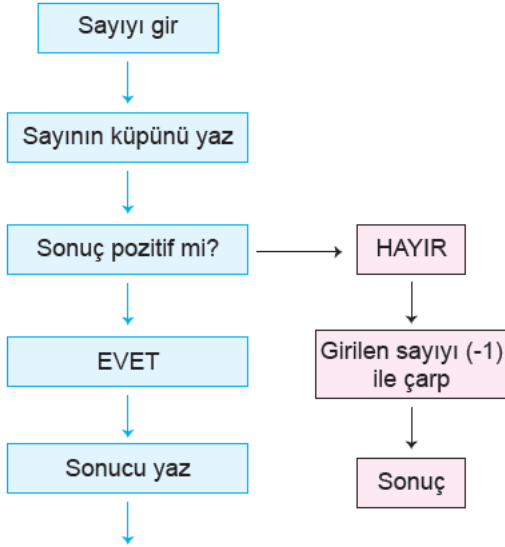 Sayıyı gir
Sayının küpünü yaz
Sonuç pozitif mi?
HAYIR
EVET
Girilen sayıyı (-1)
ile çarp
Sonucu yaz
Sonuç